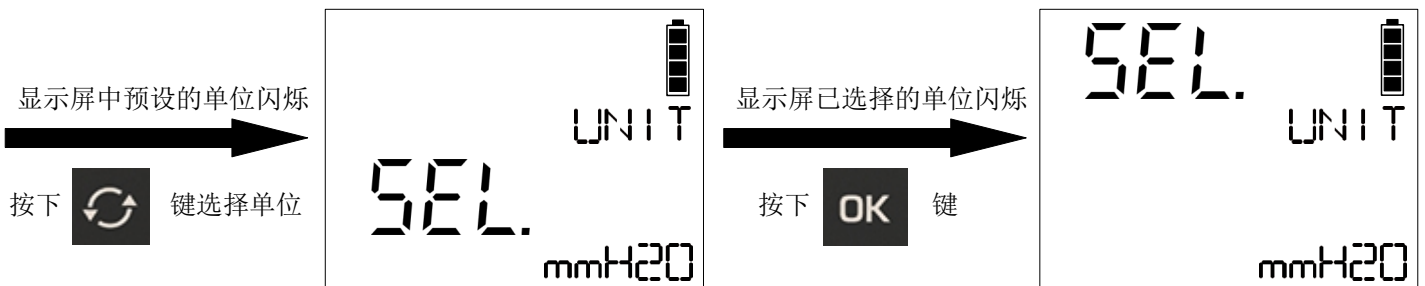 显示屏中预设的单位闪烁
按下 键选择单位
UNIT
SEL.
mmH2O
显示屏已选择的单位闪烁
按下 OK 键
SEL.
UNIT
mmH2O